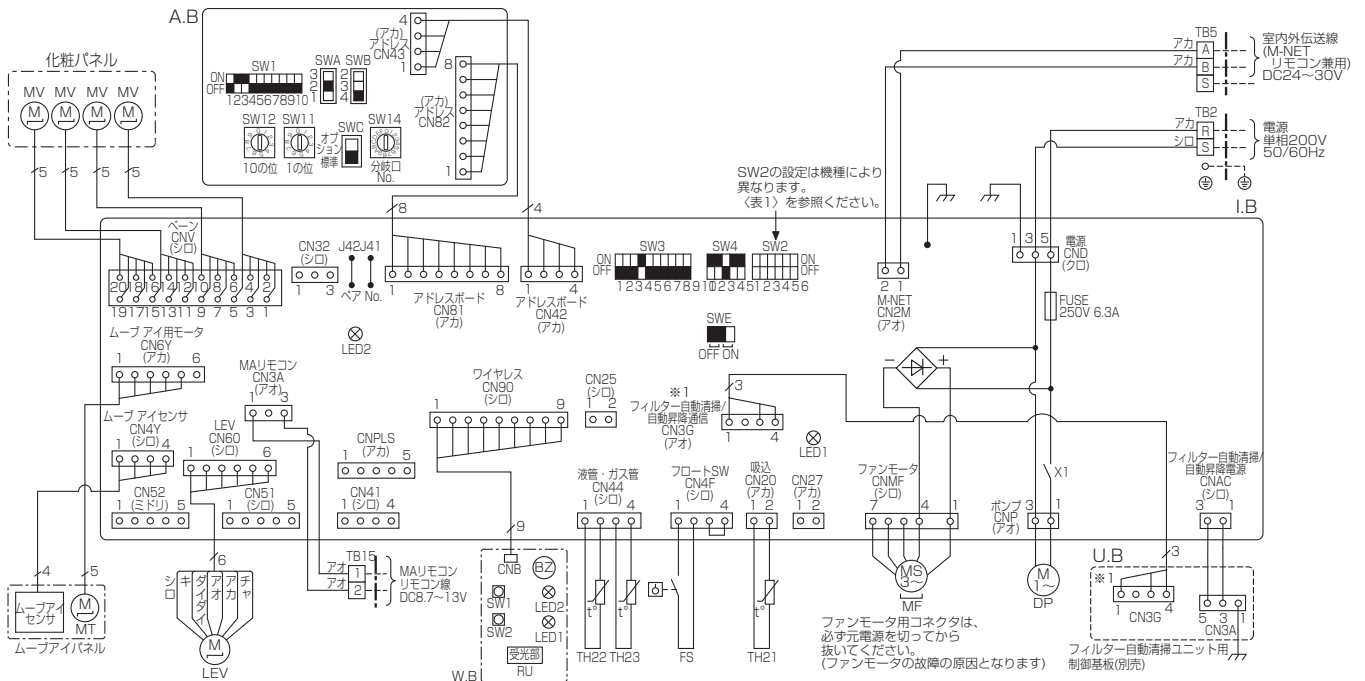 A.B
4
(アカ)
アドレス
CN43
1
8
(アカ)
アドレス
CN82
1
SW1
ON
OFF
12345678910
SWA
3
2
1
SWB
2
3
4
SW12
10の位
SW11
1の位
SWC
オプ
ション
標準
SW14
分岐口
No.
化粧パネル
MV MV MV MV
M M M M
5 5 5 5
TB5
アカ A
アカ B
S
室内外伝送線
(M-NET
リモコン兼用)
DC24~30V
TB2
アカ R
シロ S
電源
単相200V
50/60Hz
I.B
SW2の設定は機種により
異なります。
〈表1〉を参照ください。
8
4
ベーン
CNV
(シロ)
20 18 16 14 12 10 8 6 4 2
19 17 15 13 11 9 7 5 3 1
CN32
(シロ)
1 3
J42 J41
ペア No.
LED2
1 8
アドレスボード
CN81
(アカ)
1 4
アドレスボード
CN42
(アカ)
SW3
ON
OFF
12345678910
SW4
12345
SW2
ON
OFF
123456
SWE
OFF ON
2 1
M-NET
CN2M
(アオ)
1 3 5
電源
CND
(クロ)
FUSE
250V 6.3A
− +
ムーブ アイ用モータ
CN6Y
(アカ)
1 6
MAリモコン
CN3A
(アオ)
1 3
ワイヤレス
CN90
(シロ)
1 9
CN25
(シロ)
1 2
※1
フィルター自動清掃/
自動昇降通信
CN3G
(アオ)
1 4
3
LED1
ムーブ アイセンサ
CN4Y
(シロ)
1 4
LEV
CN60
(シロ)
1 6
CNPLS
(アカ)
1 5
CN52
(ミドリ)
1 5
CN51
(シロ)
1 5
CN41
(シロ)
1 4
液管・ガス管
CN44
(シロ)
1 4
フロートSW
CN4F
(シロ)
1 4
吸込
CN20
(アカ)
1 2
CN27
(アカ)
1 2
ファンモータ
CNMF
(シロ)
7 4 1
X1
ポンプ
CNP
(アオ)
3 1
フィルター自動清掃/
自動昇降電源
CNAC
(シロ)
3 1
4
5
ムーブアイ
センサ
M
MT
ムーブアイパネル
6
シロ
キ
ダイダイ
アオ
アカ
チャ
M
LEV
TB15
アオ 1
アオ 2
MAリモコン
リモコン線
DC8.7~13V
9
CNB
BZ
SW1
SW2
LED2
LED1
受光部
RU
W.B
t°
TH22 TH23
FS
t°
TH21
MS
3~
MF
M
1~
DP
ファンモータ用コネクタは、
必ず元電源を切ってから
抜いてください。
(ファンモータの故障の原因となります)
U.B
3
※1
1 4
CN3G
5 3 1
CN3A
フィルター自動清掃ユニット用
制御基板(別売)